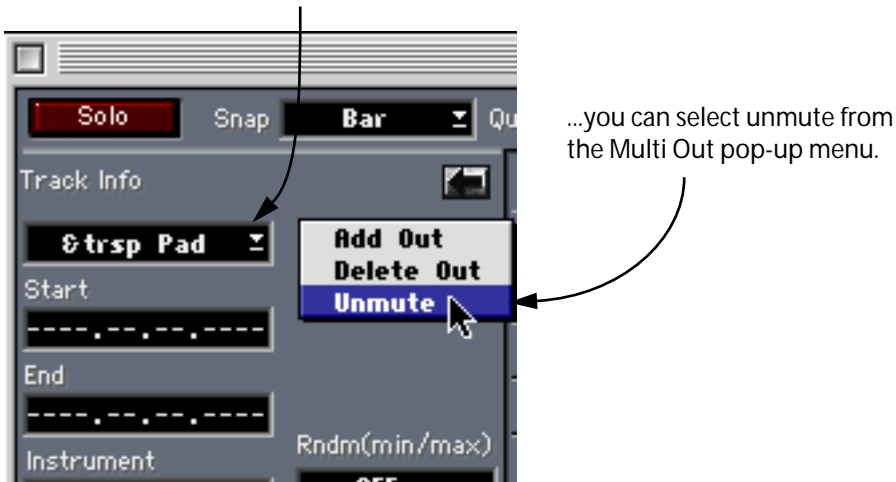 Solo Snap Bar
Track Info
&trsp Pad
Add Out
Delete Out
Unmute
Start
----.--.--.----
End
----.--.--.----
Instrument
Rndm(min/max)
...you can select unmute from
the Multi Out pop-up menu.